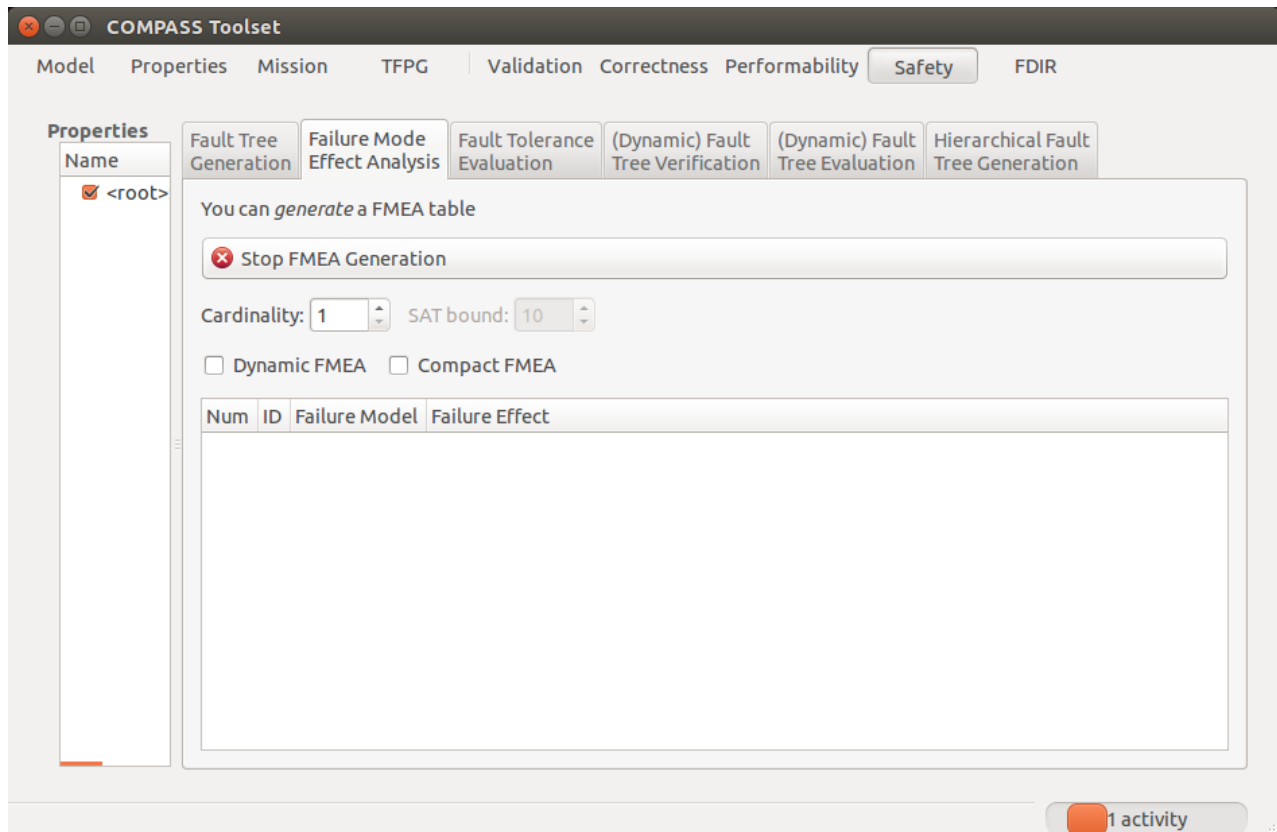 COMPASS Toolset
Model Properties Mission TFPG Validation Correctness Performability Safety FDIR
Properties
Name
<root>
Fault Tree
Generation
Failure Mode
Effect Analysis
Fault Tolerance
Evaluation
(Dynamic) Fault
Tree Verification
(Dynamic) Fault
Tree Evaluation
Hierarchical Fault
Tree Generation
You can generate a FMEA table
Stop FMEA Generation
Cardinality: 1 SAT bound: 10
Dynamic FMEA Compact FMEA
Num ID Failure Model Failure Effect
1 activity